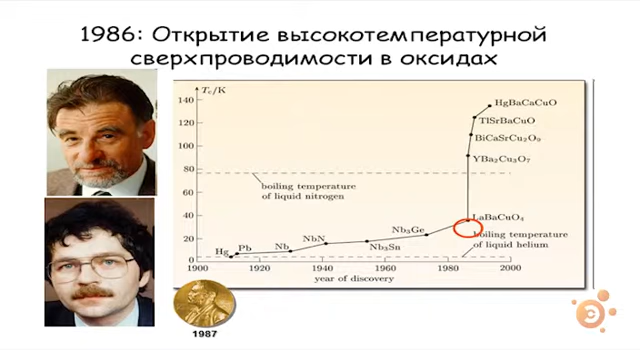 1986: Открытие высокотемпературной
сверхпроводимости в оксидах
Tc/K
140
120
100
80
60
40
20
0
HgBaCaCuO
TlSrBaCuO
BiCaSrCu₂O₉
YBa₂Cu₃O₇
boiling temperature
of liquid nitrogen
LaBaCuO₄
Nb₃Ge
boiling temperature
of liquid helium
Hg
Pb
Nb
NbN
Nb₃Sn
1900
1920
1940
1960
1980
2000
year of discovery
1987